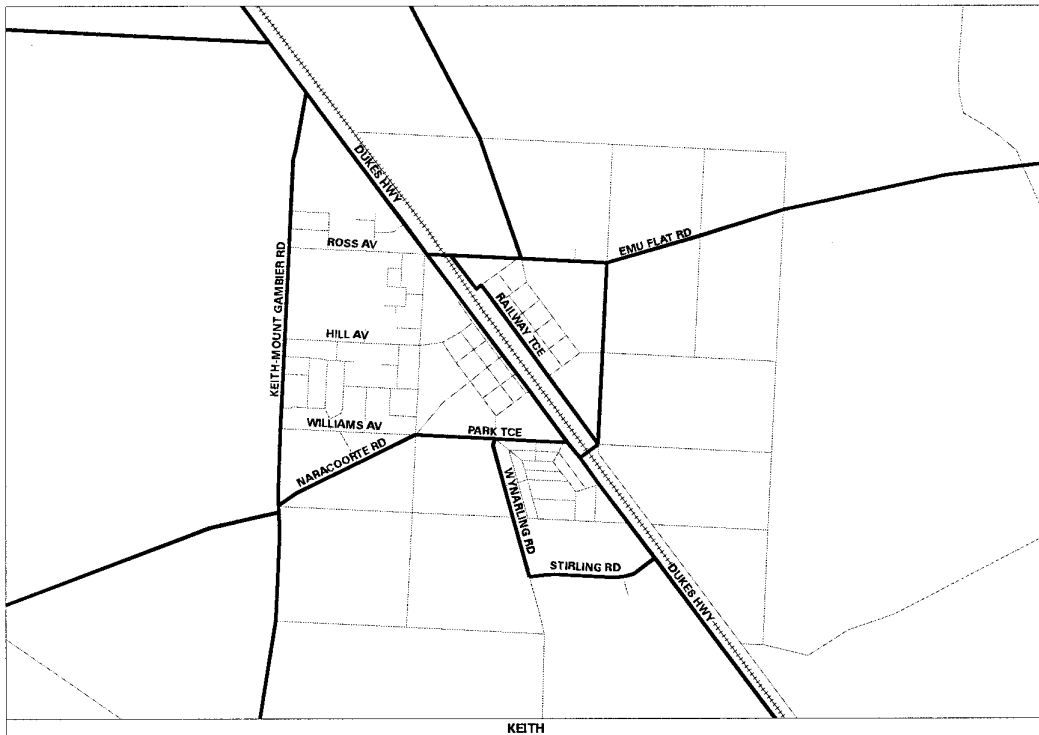 DUKES HWY
EMU FLAT RD
ROSS AV
KEITH-MOUNT GAMBIER RD
RAILWAY TCE
HILL AV
WILLIAMS AV
PARK TCE
NARACOORTE RD
WYNARLING RD
STIRLING RD
DUKES HWY
KEITH